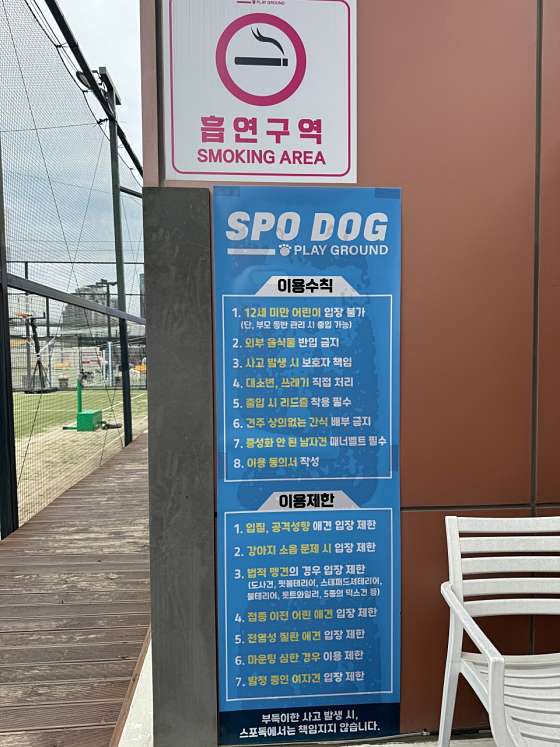 PLAY GROUND
흡연구역
SMOKING AREA
SPO DOG
PLAY GROUND
이용수칙
1. 12세 미만 어린이 입장 불가
(단, 부모 동반 관리 시 출입 가능)
2. 외부 음식물 반입 금지
3. 사고 발생 시 보호자 책임
4. 대소변, 쓰레기 직접 처리
5. 출입 시 리드줄 착용 필수
6. 견주 상의없는 간식 배부 금지
7. 중성화 안 된 남자견 매너벨트 필수
8. 이용 동의서 작성
이용제한
1. 입질, 공격성향 애견 입장 제한
2. 강아지 소음 문제 시 입장 제한
3. 법적 맹견의 경우 입장 제한
(도사견, 핏불테리어, 스태퍼드셔테리어,
불테리어, 롯트와일러, 5종의 믹스견 등)
4. 접종 이전 어린 애견 입장 제한
5. 전염성 질환 애견 입장 제한
6. 마운팅 심한 경우 이용 제한
7. 발정 중인 여자견 입장 제한
부득이한 사고 발생 시,
스포독에서는 책임지지 않습니다.